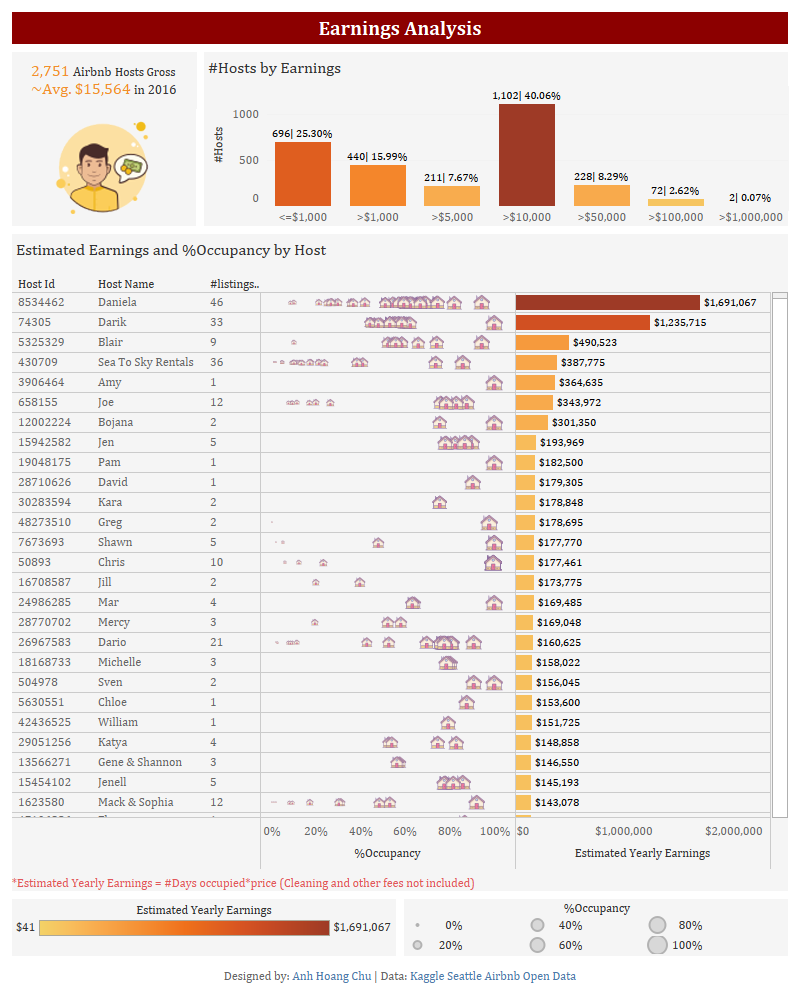 Earnings Analysis
2,751 Airbnb Hosts Gross
~Avg. $15,564 in 2016
#Hosts by Earnings
#Hosts
1000
500
0
696| 25.30%
440| 15.99%
211| 7.67%
1,102| 40.06%
228| 8.29%
72| 2.62%
2| 0.07%
<=$1,000 >$1,000 >$5,000 >$10,000 >$50,000 >$100,000 >$1,000,000
Estimated Earnings and %Occupancy by Host
Host Id Host Name #listings..
8534462 Daniela 46 $1,691,067
74305 Darik 33 $1,235,715
5325329 Blair 9 $490,523
430709 Sea To Sky Rentals 36 $387,775
3906464 Amy 1 $364,635
658155 Joe 12 $343,972
12002224 Bojana 2 $301,350
15942582 Jen 5 $193,969
19048175 Pam 1 $182,500
28710626 David 1 $179,305
30283594 Kara 2 $178,848
48273510 Greg 2 $178,695
7673693 Shawn 5 $177,770
50893 Chris 10 $177,461
16708587 Jill 2 $173,775
24986285 Mar 4 $169,485
28770702 Mercy 3 $169,048
26967583 Dario 21 $160,625
18168733 Michelle 3 $158,022
504978 Sven 2 $156,045
5630551 Chloe 1 $153,600
42436525 William 1 $151,725
29051256 Katya 4 $148,858
13566271 Gene & Shannon 3 $146,550
15454102 Jenell 5 $145,193
1623580 Mack & Sophia 12 $143,078
0% 20% 40% 60% 80% 100% $0 $1,000,000 $2,000,000
%Occupancy Estimated Yearly Earnings
*Estimated Yearly Earnings = #Days occupied*price (Cleaning and other fees not included)
Estimated Yearly Earnings
$41 $1,691,067
%Occupancy
0% 40% 80%
20% 60% 100%
Designed by: Anh Hoang Chu | Data: Kaggle Seattle Airbnb Open Data